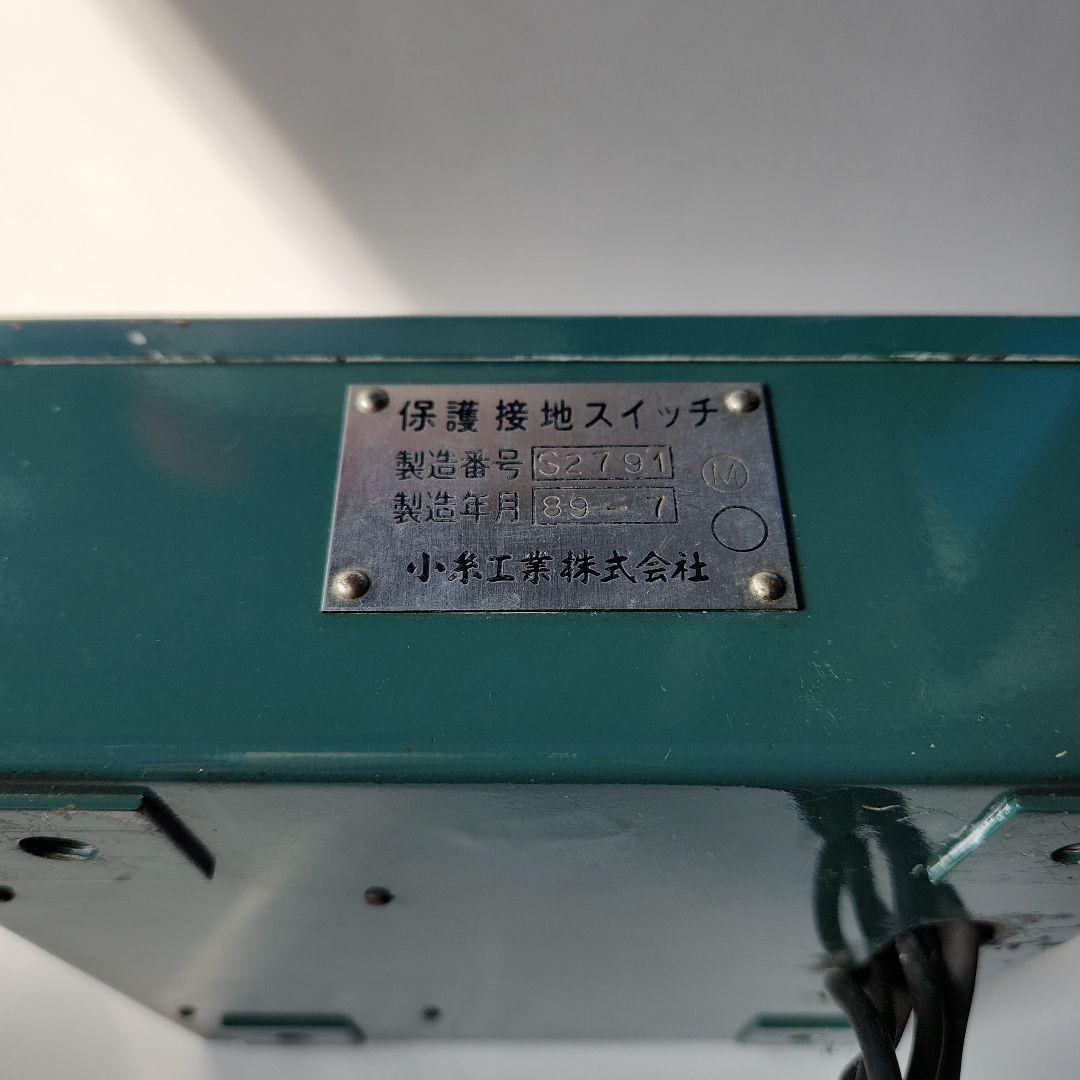 保護接地スイッチ
製造番号 S2791 Ⓜ
製造年月 89-7
小糸工業株式会社